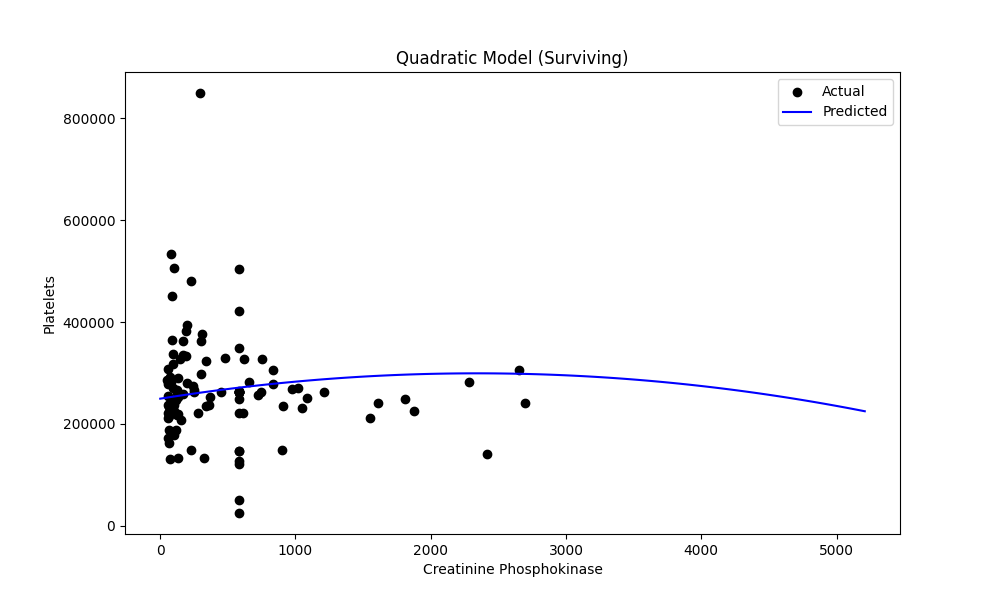 Quadratic Model (Surviving)
Actual
Predicted
800000
600000
400000
200000
0
Platelets
0 1000 2000 3000 4000 5000
Creatinine Phosphokinase